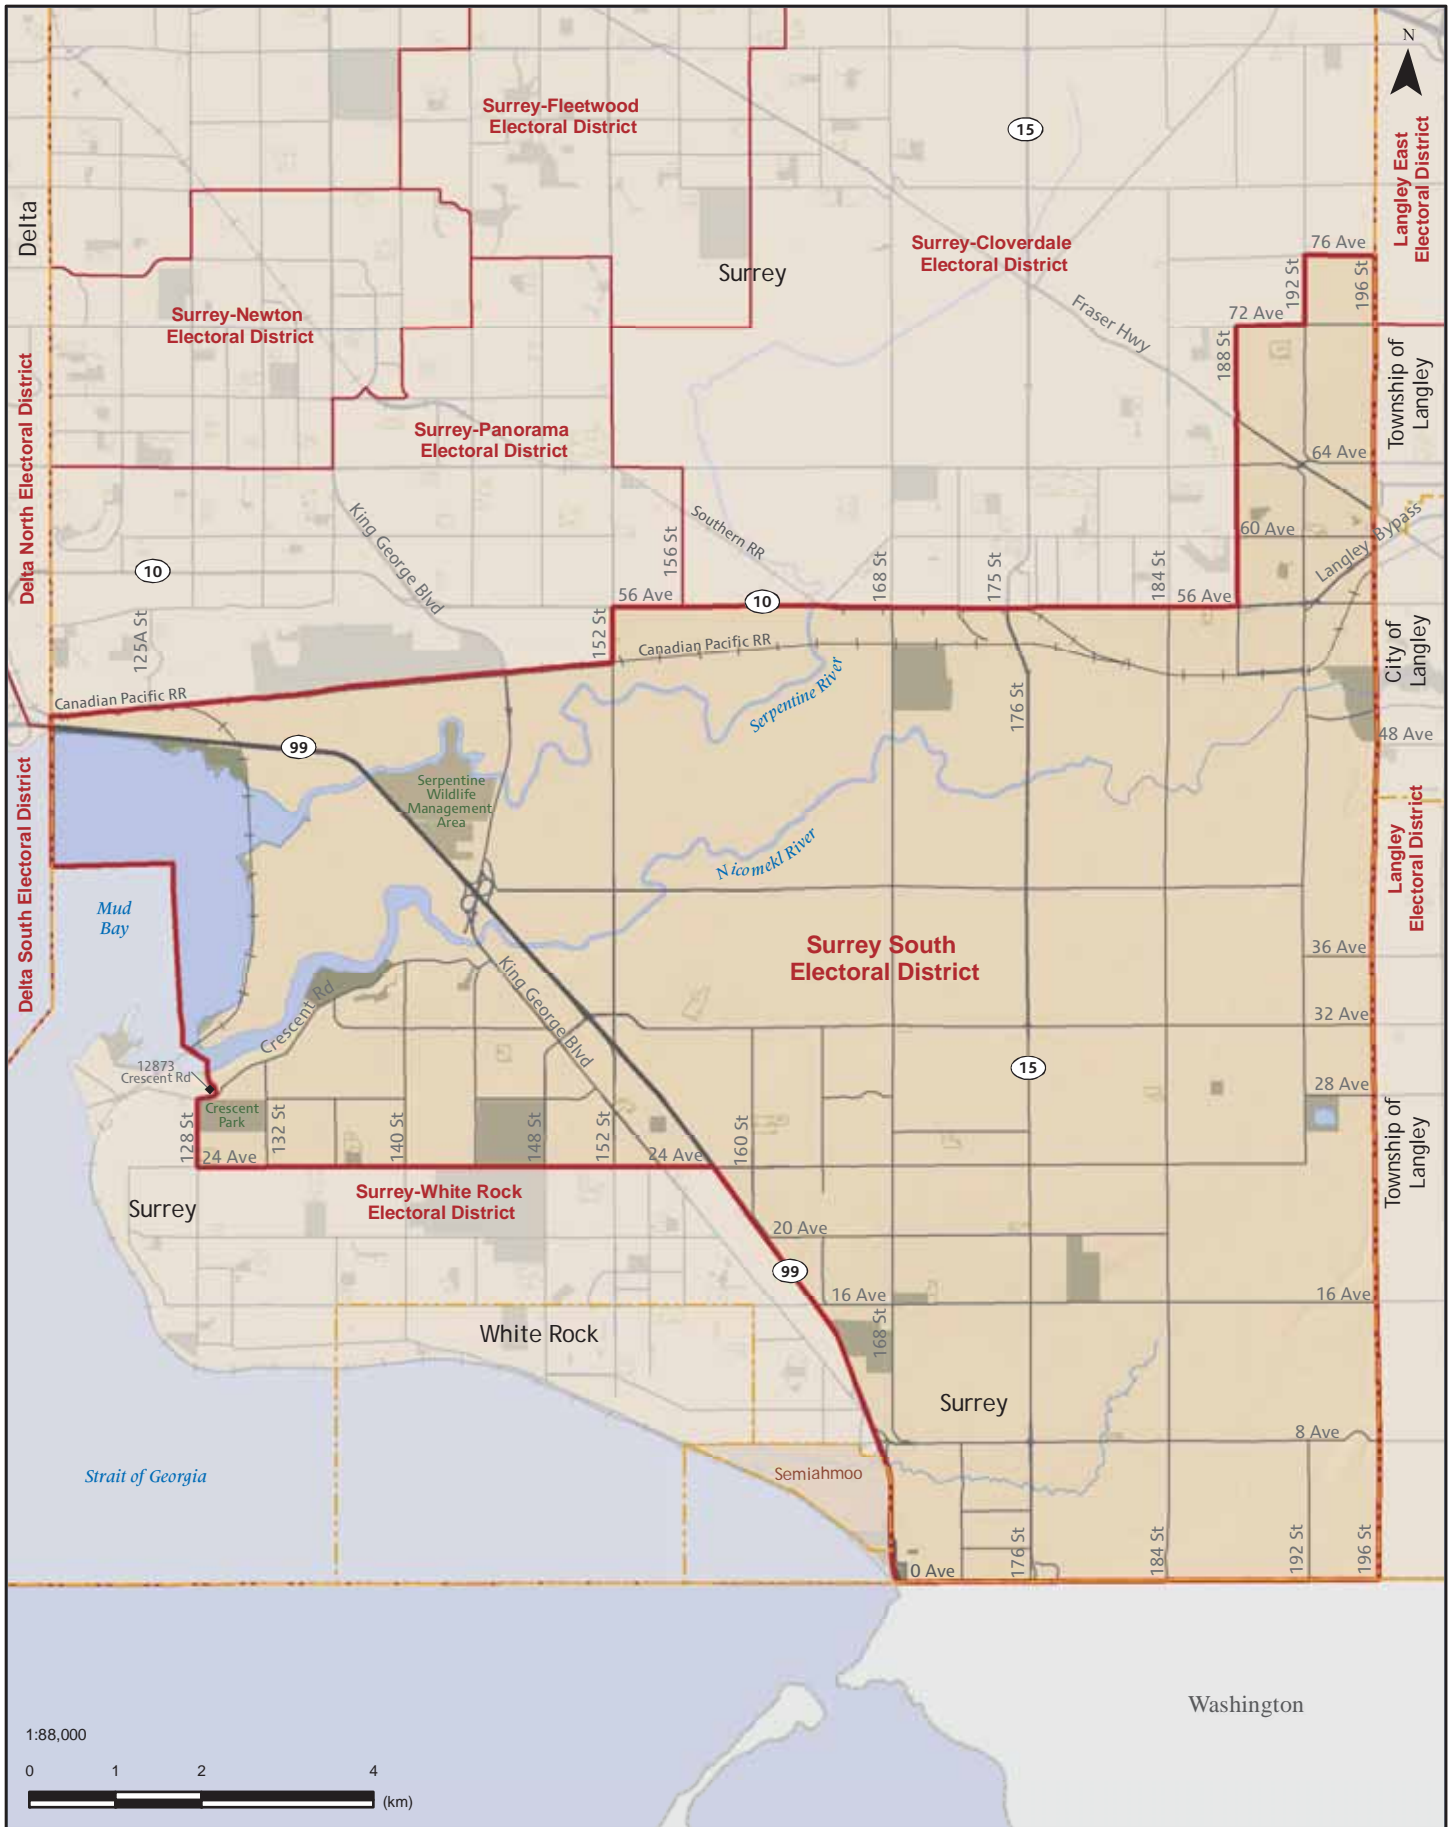 N
Surrey-Fleetwood
Electoral District
15
Langley East
Electoral District
Delta
Surrey-Cloverdale
Electoral District
76 Ave
Surrey
192 St
196 St
Surrey-Newton
Electoral District
Fraser Hwy
72 Ave
188 St
Township of
Langley
Delta North Electoral District
Surrey-Panorama
Electoral District
64 Ave
King George Blvd
Southern RR
156 St
60 Ave
Langley Bypass
10
168 St
175 St
184 St
56 Ave
10
56 Ave
125A St
152 St
Canadian Pacific RR
City of
Langley
Canadian Pacific RR
Serpentine River
176 St
99
48 Ave
Serpentine
Wildlife
Management
Area
Delta South Electoral District
Nicomekl River
Langley
Electoral District
Mud
Bay
Surrey South
Electoral District
36 Ave
King George Blvd
Crescent Rd
32 Ave
12873
Crescent Rd
15
28 Ave
Crescent
Park
128 St
132 St
140 St
148 St
152 St
160 St
24 Ave
24 Ave
Township of
Langley
Surrey
Surrey-White Rock
Electoral District
20 Ave
99
16 Ave
16 Ave
White Rock
168 St
Surrey
8 Ave
Strait of Georgia
Semiahmoo
0 Ave
176 St
184 St
192 St
196 St
Washington
1:88,000
0 1 2 4
(km)